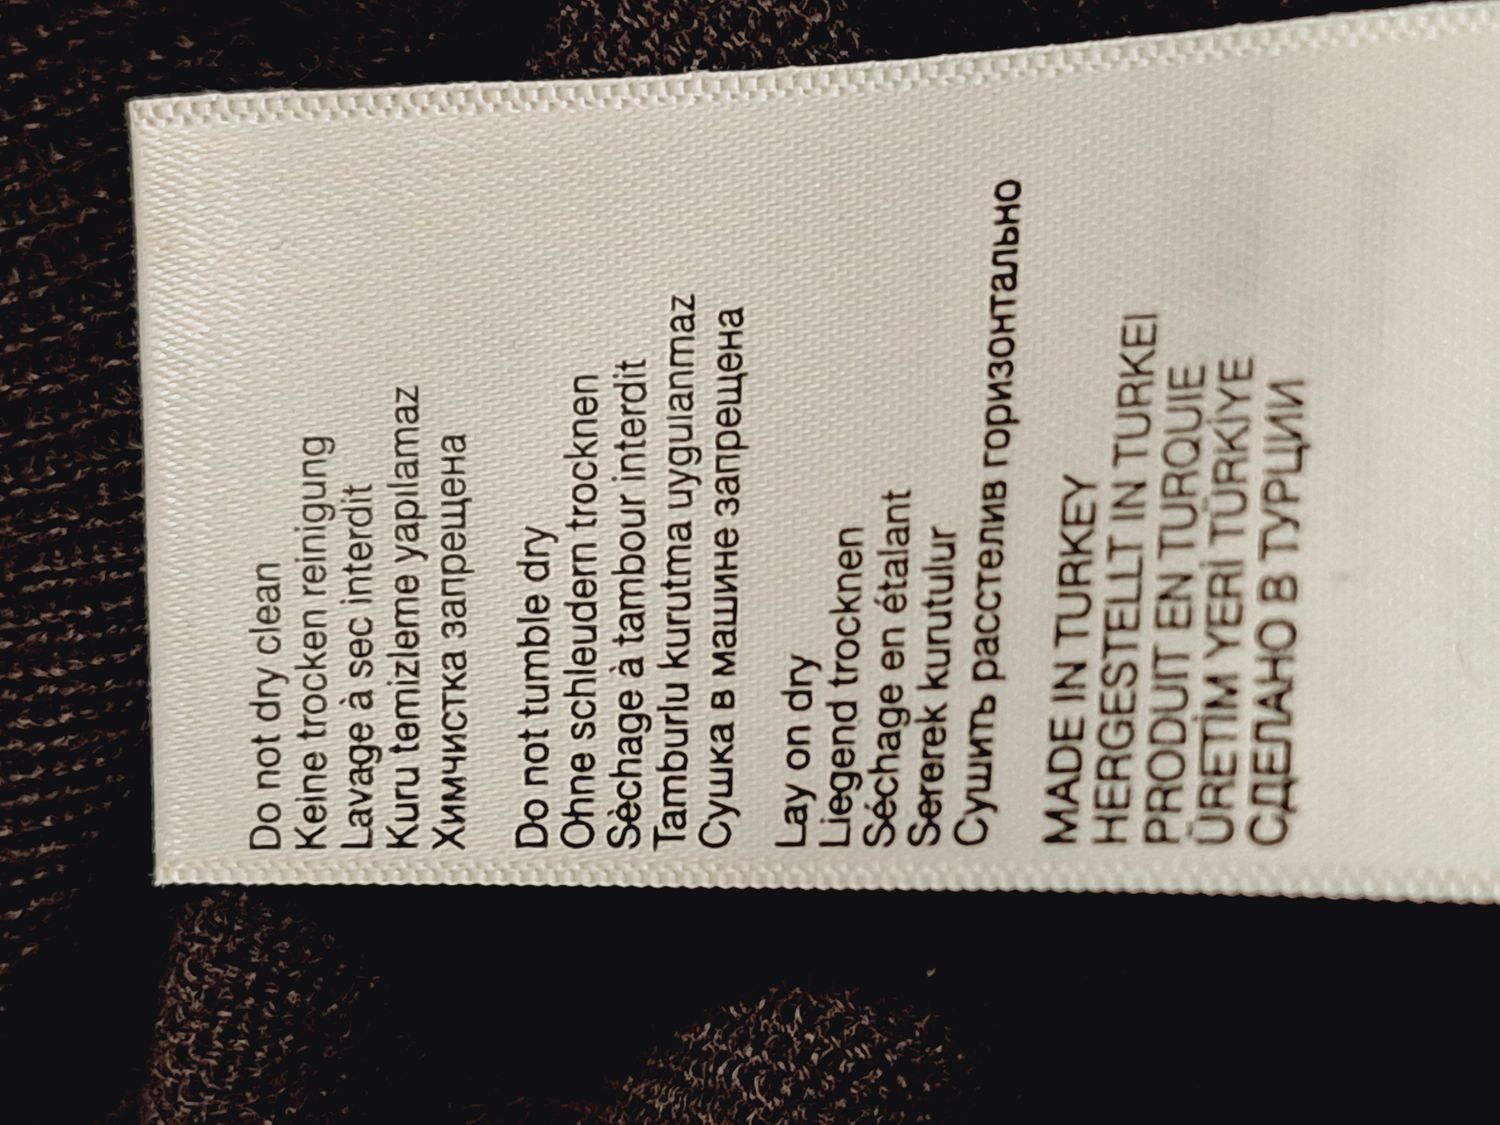 Do not dry clean
Keine trocken reinigung
Lavage à sec interdit
Kuru temizleme yapılamaz
Химчистка запрещена
Do not tumble dry
Ohne schleudern trocknen
Sèchage à tambour interdit
Tamburlu kurutma uygulanmaz
Сушка в машине запрещена
Lay on dry
Liegend trocknen
Séchage en étalant
Sererek kurutulur
Сушить расстелив горизонтально
MADE IN TURKEY
HERGESTELLT IN TURKEI
PRODUIT EN TURQUIE
ÜRETİM YERİ TÜRKİYE
СДЕЛАНО В ТУРЦИИ